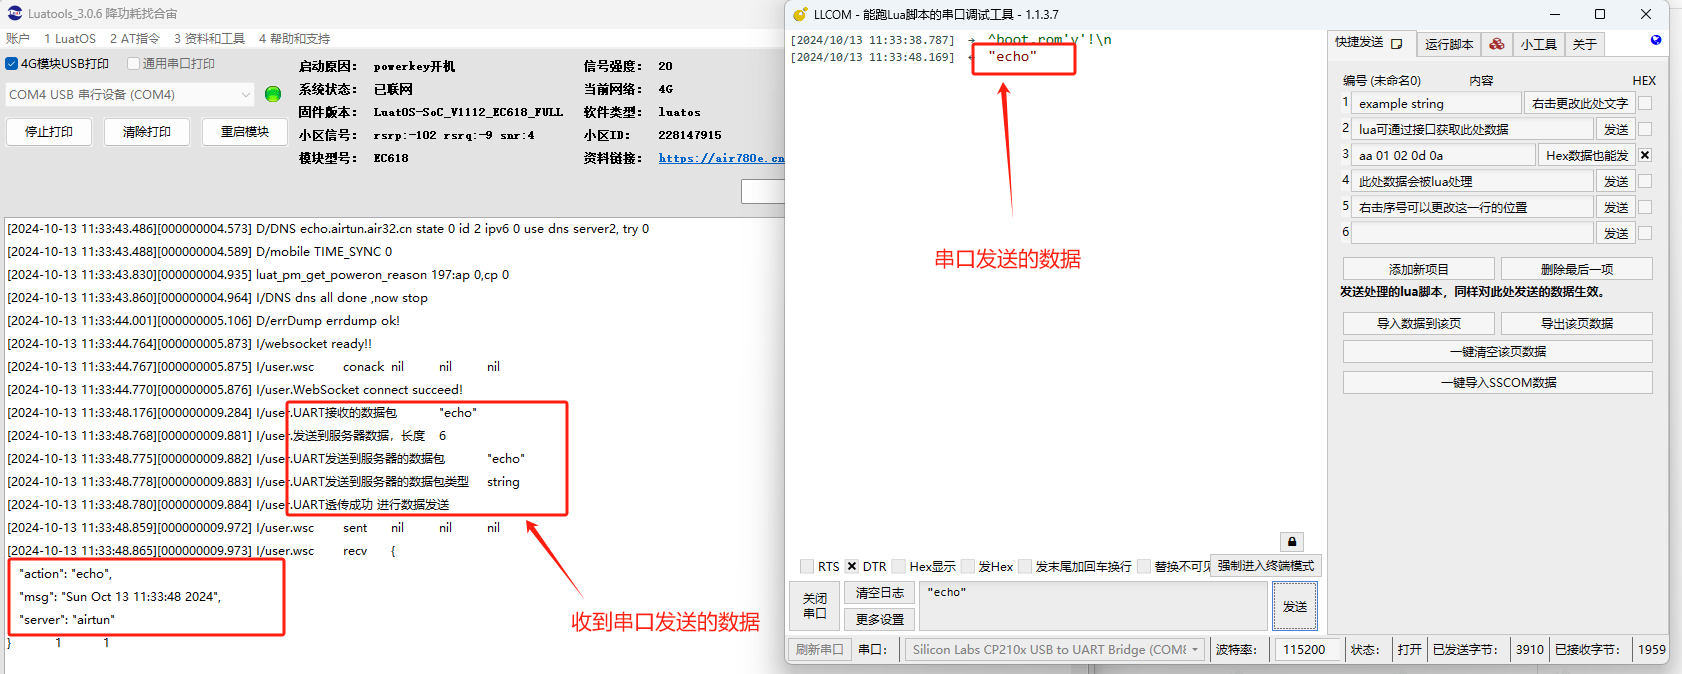 Luatools_3.0.6 降功耗找合宙
账户 1 LuatOS 2 AT指令 3 资料和工具 4 帮助和支持
4G模块USB打印 通用串口打印
COM4 USB 串行设备 (COM4)
停止打印 清除打印 重启模块
启动原因： powerkey开机 信号强度： 20
系统状态： 已联网 当前网络： 4G
固件版本： LuatOS-SoC_V1112_EC618_FULL 软件类型： luatos
小区信号： rsrp:-102 rsrq:-9 snr:4 小区ID： 228147915
模块型号： EC618 资料链接： https://air780e.cn
[2024-10-13 11:33:43.486][000000004.573] D/DNS echo.airtun.air32.cn state 0 id 2 ipv6 0 use dns server2, try 0
[2024-10-13 11:33:43.488][000000004.589] D/mobile TIME_SYNC 0
[2024-10-13 11:33:43.830][000000004.935] luat_pm_get_poweron_reason 197:ap 0,cp 0
[2024-10-13 11:33:43.860][000000004.964] I/DNS dns all done ,now stop
[2024-10-13 11:33:44.001][000000005.106] D/errDump errdump ok!
[2024-10-13 11:33:44.764][000000005.873] I/websocket ready!!
[2024-10-13 11:33:44.767][000000005.875] I/user.wsc conack nil nil nil
[2024-10-13 11:33:44.770][000000005.876] I/user.WebSocket connect succeed!
[2024-10-13 11:33:48.176][000000009.284] I/user.UART接收的数据包 "echo"
[2024-10-13 11:33:48.768][000000009.881] I/user.发送到服务器数据，长度 6
[2024-10-13 11:33:48.775][000000009.882] I/user.UART发送到服务器的数据包 "echo"
[2024-10-13 11:33:48.778][000000009.883] I/user.UART发送到服务器的数据包类型 string
[2024-10-13 11:33:48.780][000000009.884] I/user.UART透传成功 进行数据发送
[2024-10-13 11:33:48.859][000000009.972] I/user.wsc sent nil nil nil
[2024-10-13 11:33:48.865][000000009.973] I/user.wsc recv {
"action": "echo",
"msg": "Sun Oct 13 11:33:48 2024",
"server": "airtun"
} 1 1
收到串口发送的数据
LLCOM - 能跑Lua脚本的串口调试工具 - 1.1.3.7
[2024/10/13 11:33:38.787] → ^boot.rom'v'!\n
[2024/10/13 11:33:48.169] ← "echo"
串口发送的数据
RTS DTR Hex显示 发Hex 发末尾加回车换行 替换不可见 强制进入终端模式
关闭串口 清空日志 更多设置 "echo" 发送
刷新串口 串口： Silicon Labs CP210x USB to UART Bridge (COM8 波特率： 115200 状态： 打开 已发送字节： 3910 已接收字节： 1959
快捷发送 运行脚本 小工具 关于
编号 (未命名0) 内容 HEX
1 example string 右击更改此处文字
2 lua可通过接口获取此处数据 发送
3 aa 01 02 0d 0a Hex数据也能发
4 此处数据会被lua处理 发送
5 右击序号可以更改这一行的位置 发送
6 发送
添加新项目 删除最后一项
发送处理的lua脚本，同样对此处发送的数据生效。
导入数据到该页 导出该页数据
一键清空该页数据
一键导入SSCOM数据